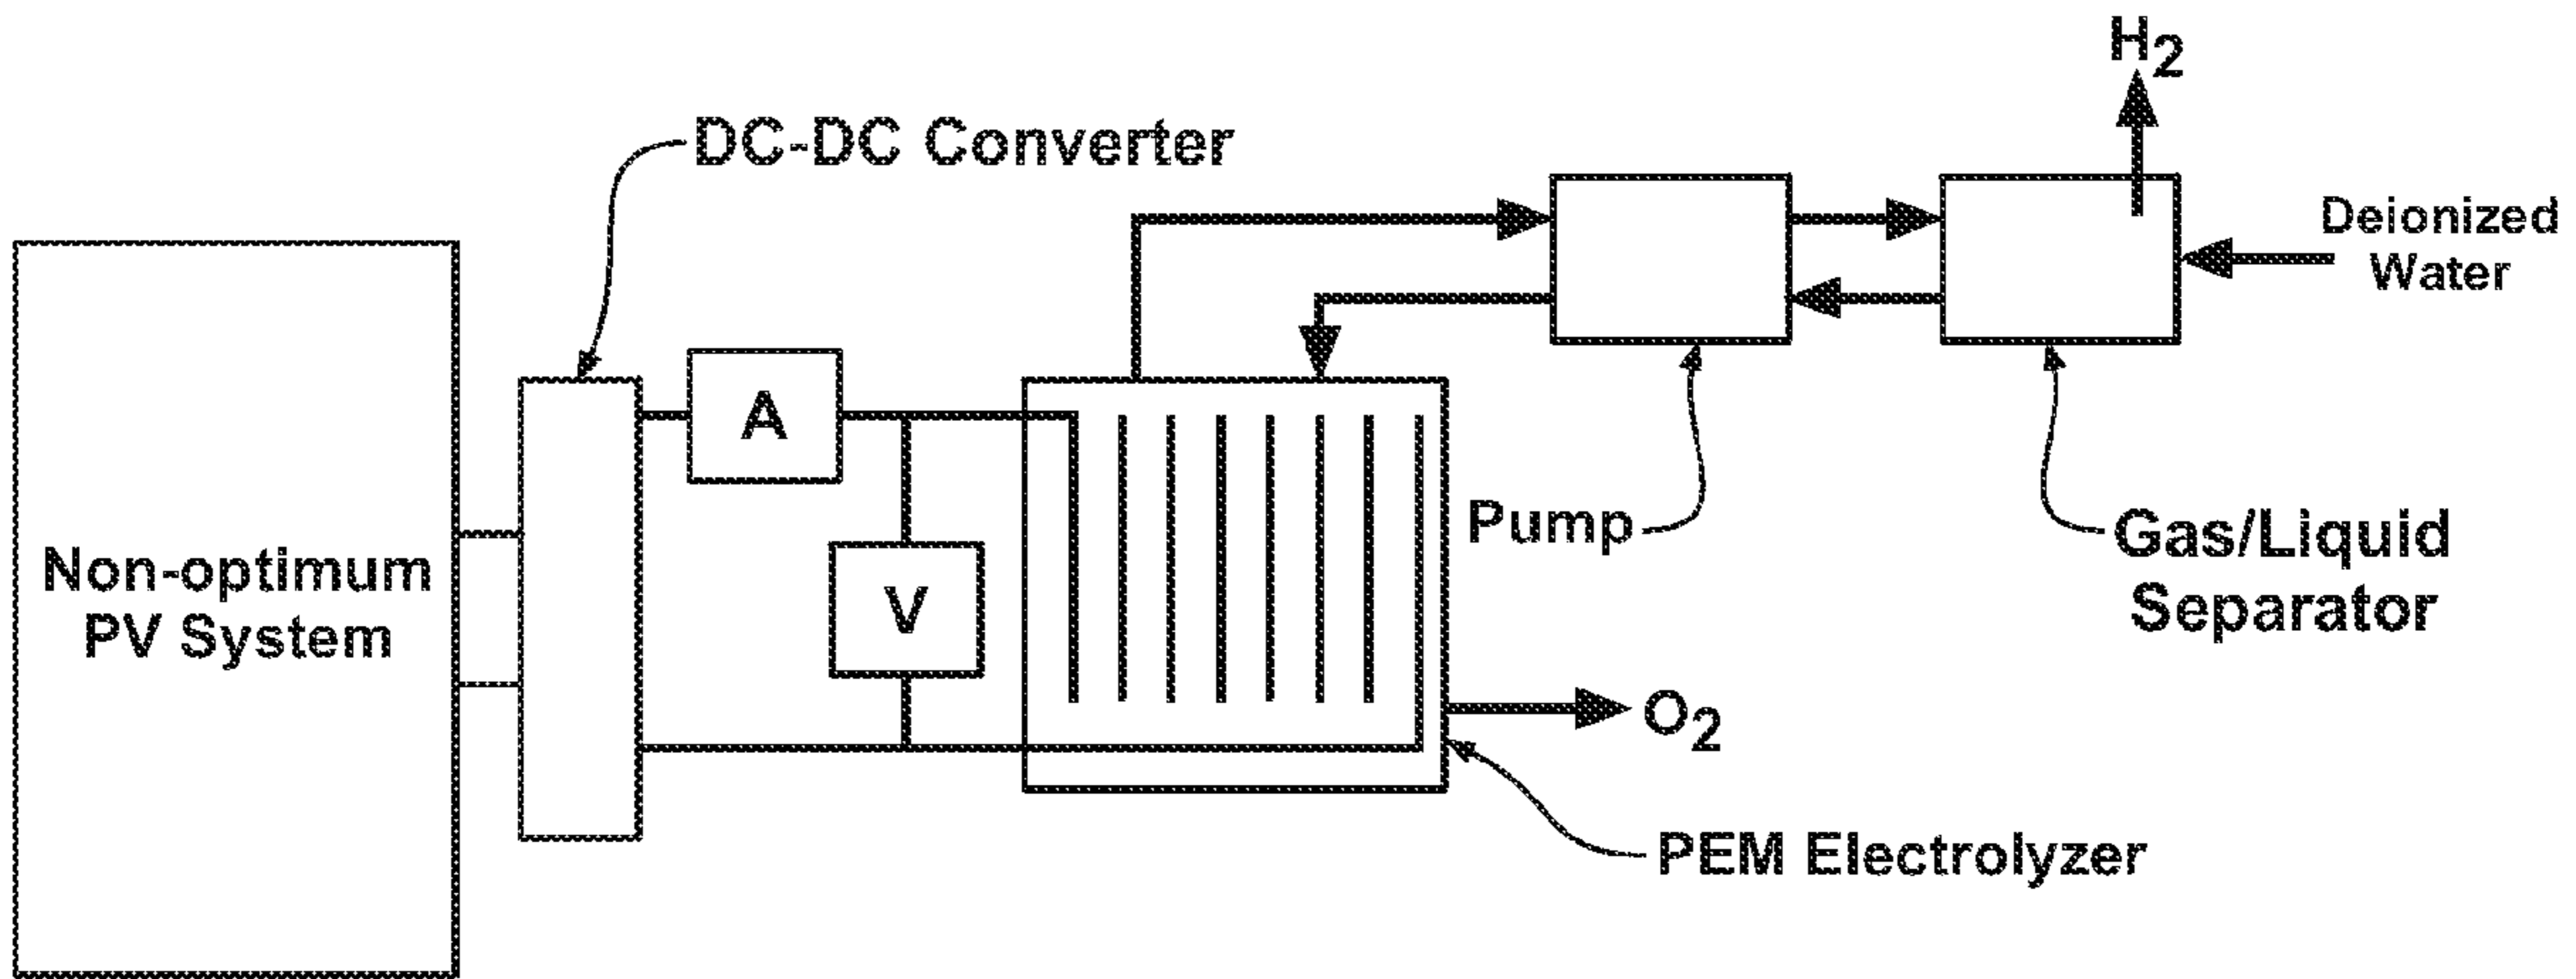 H2
DC-DC Converter
Deionized
Water
A
Non-optimum
PV System
V
Pump
Gas/Liquid
Separator
O2
PEM Electrolyzer